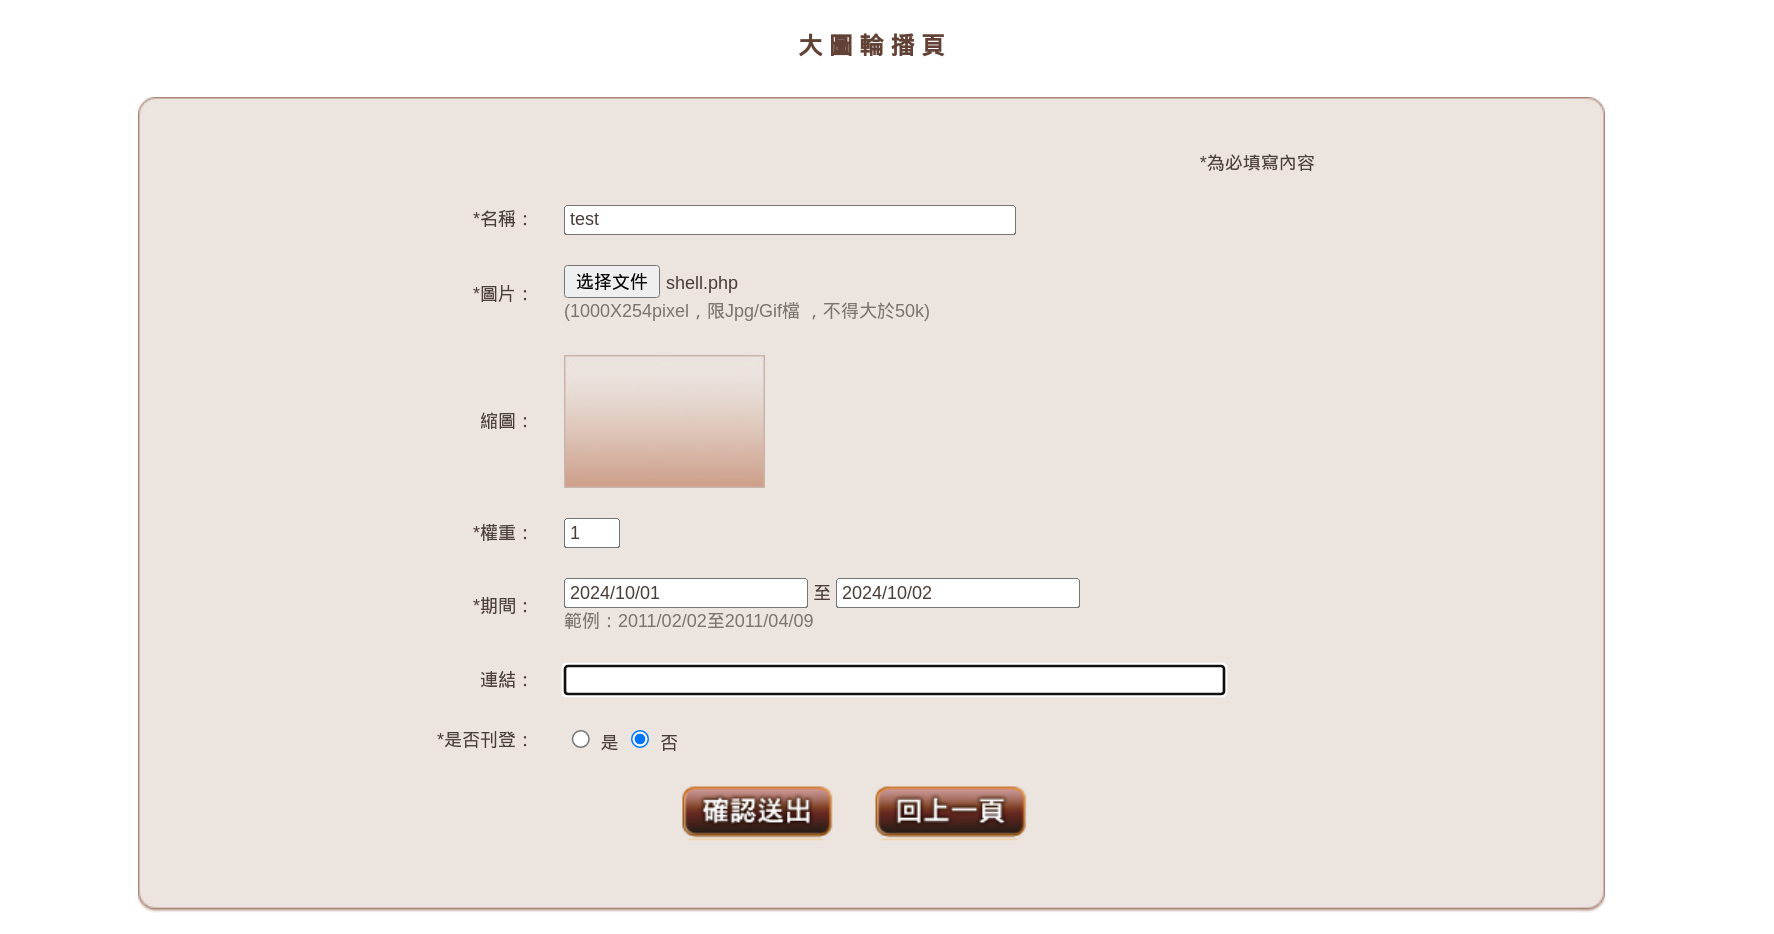 大圖輪播頁
*為必填寫內容
*名稱： test
*圖片： 选择文件 shell.php
(1000X254pixel，限Jpg/Gif檔 ，不得大於50k)
縮圖：
*權重： 1
*期間： 2024/10/01 至 2024/10/02
範例：2011/02/02至2011/04/09
連結：
*是否刊登： 是 否
確認送出 回上一頁